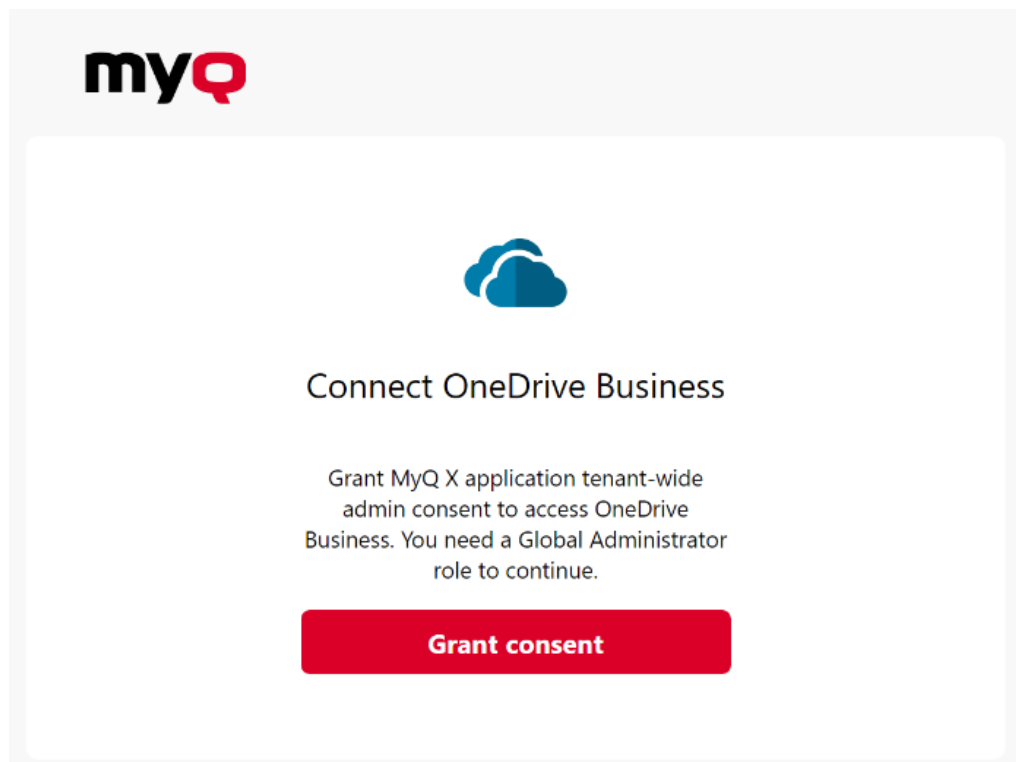 myQ
Connect OneDrive Business
Grant MyQ X application tenant-wide
admin consent to access OneDrive
Business. You need a Global Administrator
role to continue.
Grant consent